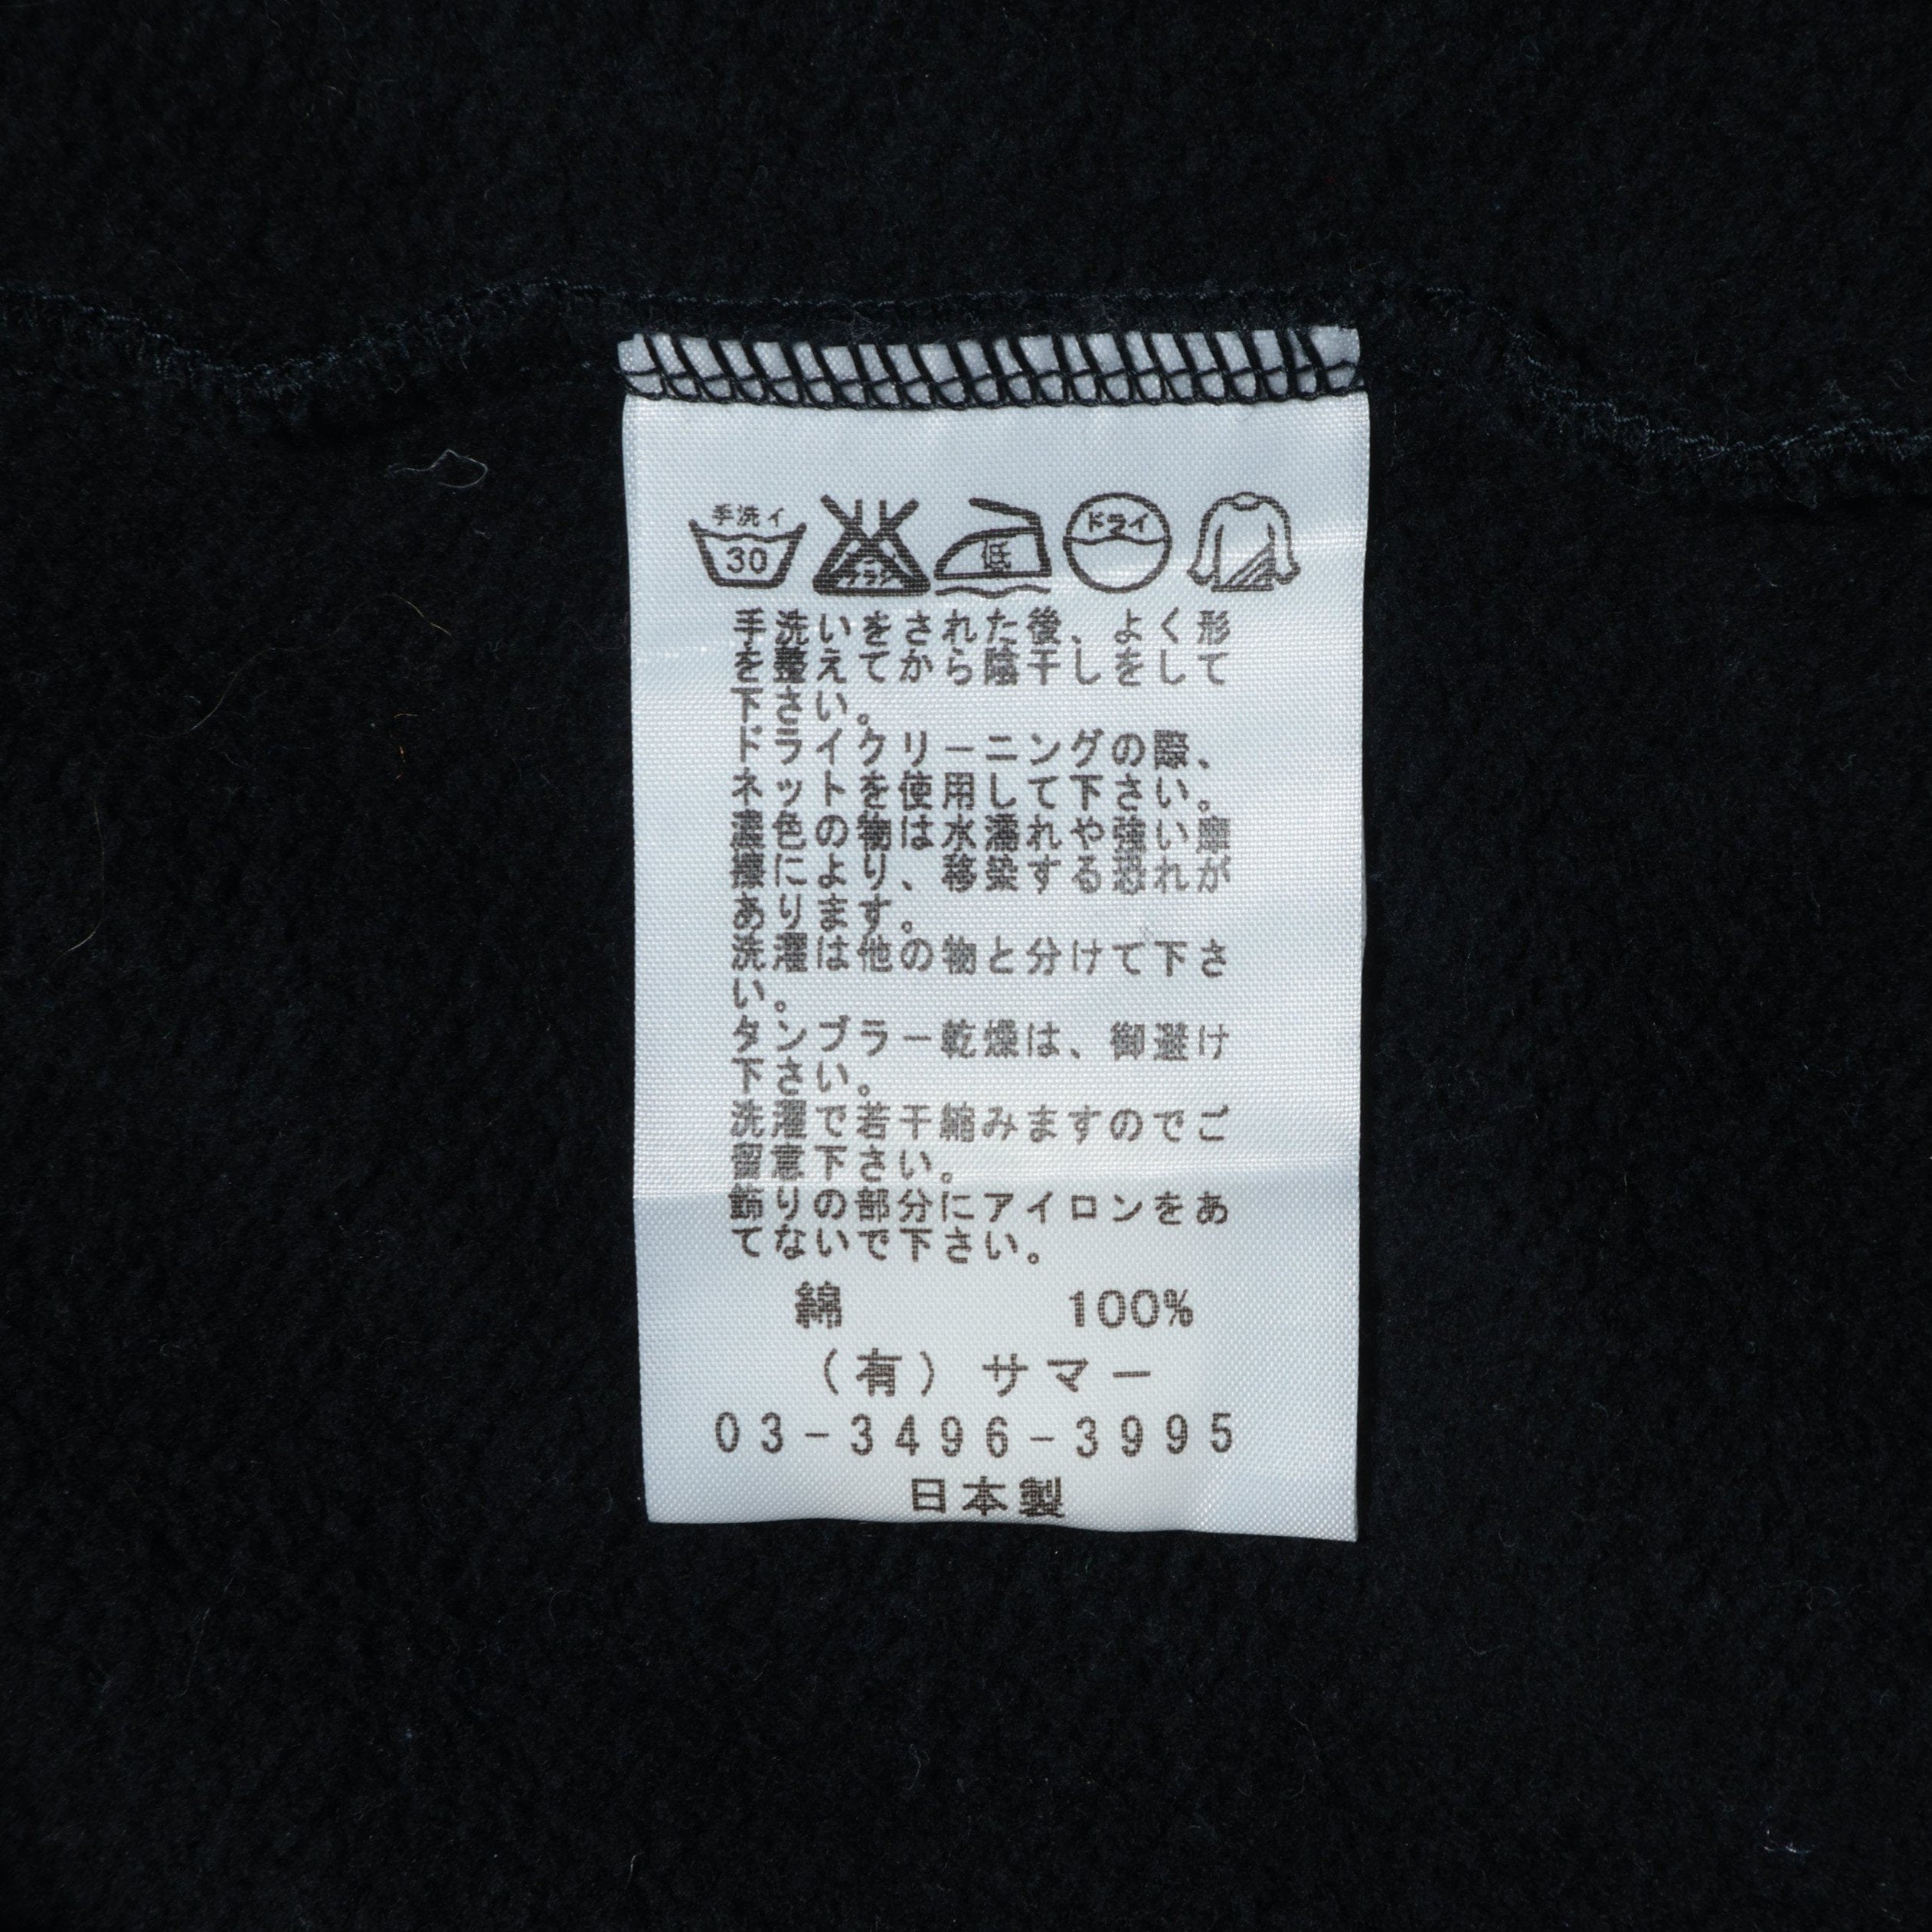 手洗イ
30
エンソ
サラシ
低
ドライ
手洗いをされた後、よく形
を整えてから陰干しをして
下さい。
ドライクリーニングの際、
ネットを使用して下さい。
濃色の物は水濡れや強い摩
擦により、移染する恐れが
あります。
洗濯は他の物と分けて下さ
い。
タンブラー乾燥は、御避け
下さい。
洗濯で若干縮みますのでご
留意下さい。
飾りの部分にアイロンをあ
てないで下さい。
綿 100%
(有)サマー
03-3496-3995
日本製